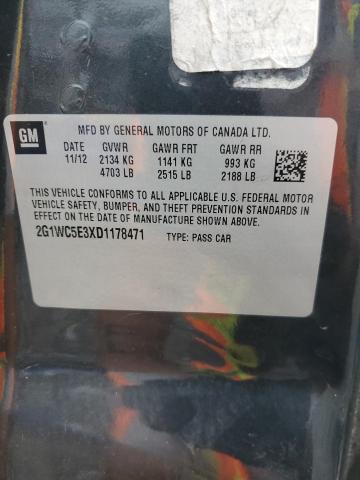 GM
MFD BY GENERAL MOTORS OF CANADA LTD.
DATE GVWR GAWR FRT GAWR RR
11/12 2134 KG 1141 KG 993 KG
4703 LB 2515 LB 2188 LB
THIS VEHICLE CONFORMS TO ALL APPLICABLE U.S. FEDERAL MOTOR
VEHICLE SAFETY, BUMPER, AND THEFT PREVENTION STANDARDS IN
EFFECT ON THE DATE OF MANUFACTURE SHOWN ABOVE.
2G1WC5E3XD1178471 TYPE: PASS CAR